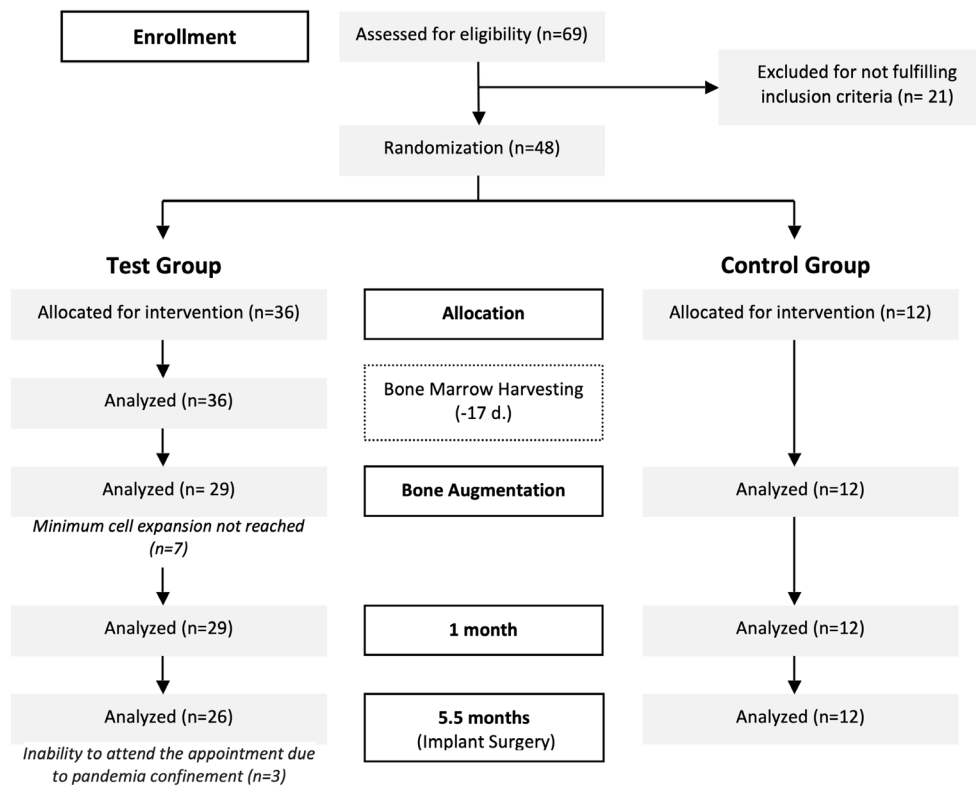 Enrollment
Assessed for eligibility (n=69)
Excluded for not fulfilling
inclusion criteria (n= 21)
Randomization (n=48)
Test Group
Control Group
Allocated for intervention (n=36)
Allocation
Allocated for intervention (n=12)
Analyzed (n=36)
Bone Marrow Harvesting
(-17 d.)
Analyzed (n= 29)
Bone Augmentation
Analyzed (n=12)
Minimum cell expansion not reached
(n=7)
Analyzed (n=29)
1 month
Analyzed (n=12)
Analyzed (n=26)
5.5 months
(Implant Surgery)
Analyzed (n=12)
Inability to attend the appointment due
to pandemia confinement (n=3)